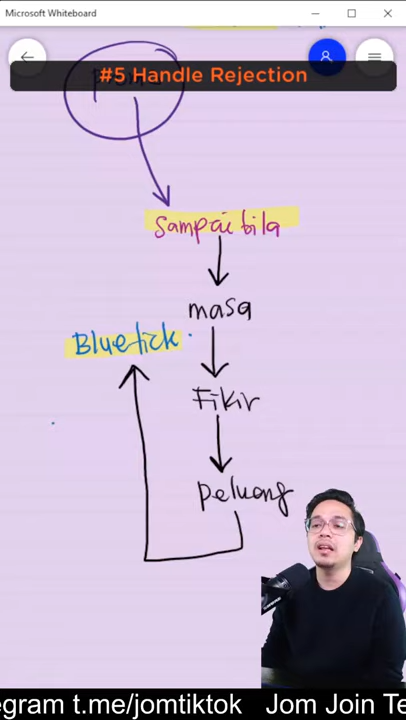 Microsoft Whiteboard
#5 Handle Rejection
Sampai bila
masa
Bluetick
Fikir
peluang
egram t.me/jomtiktok Jom Join Te